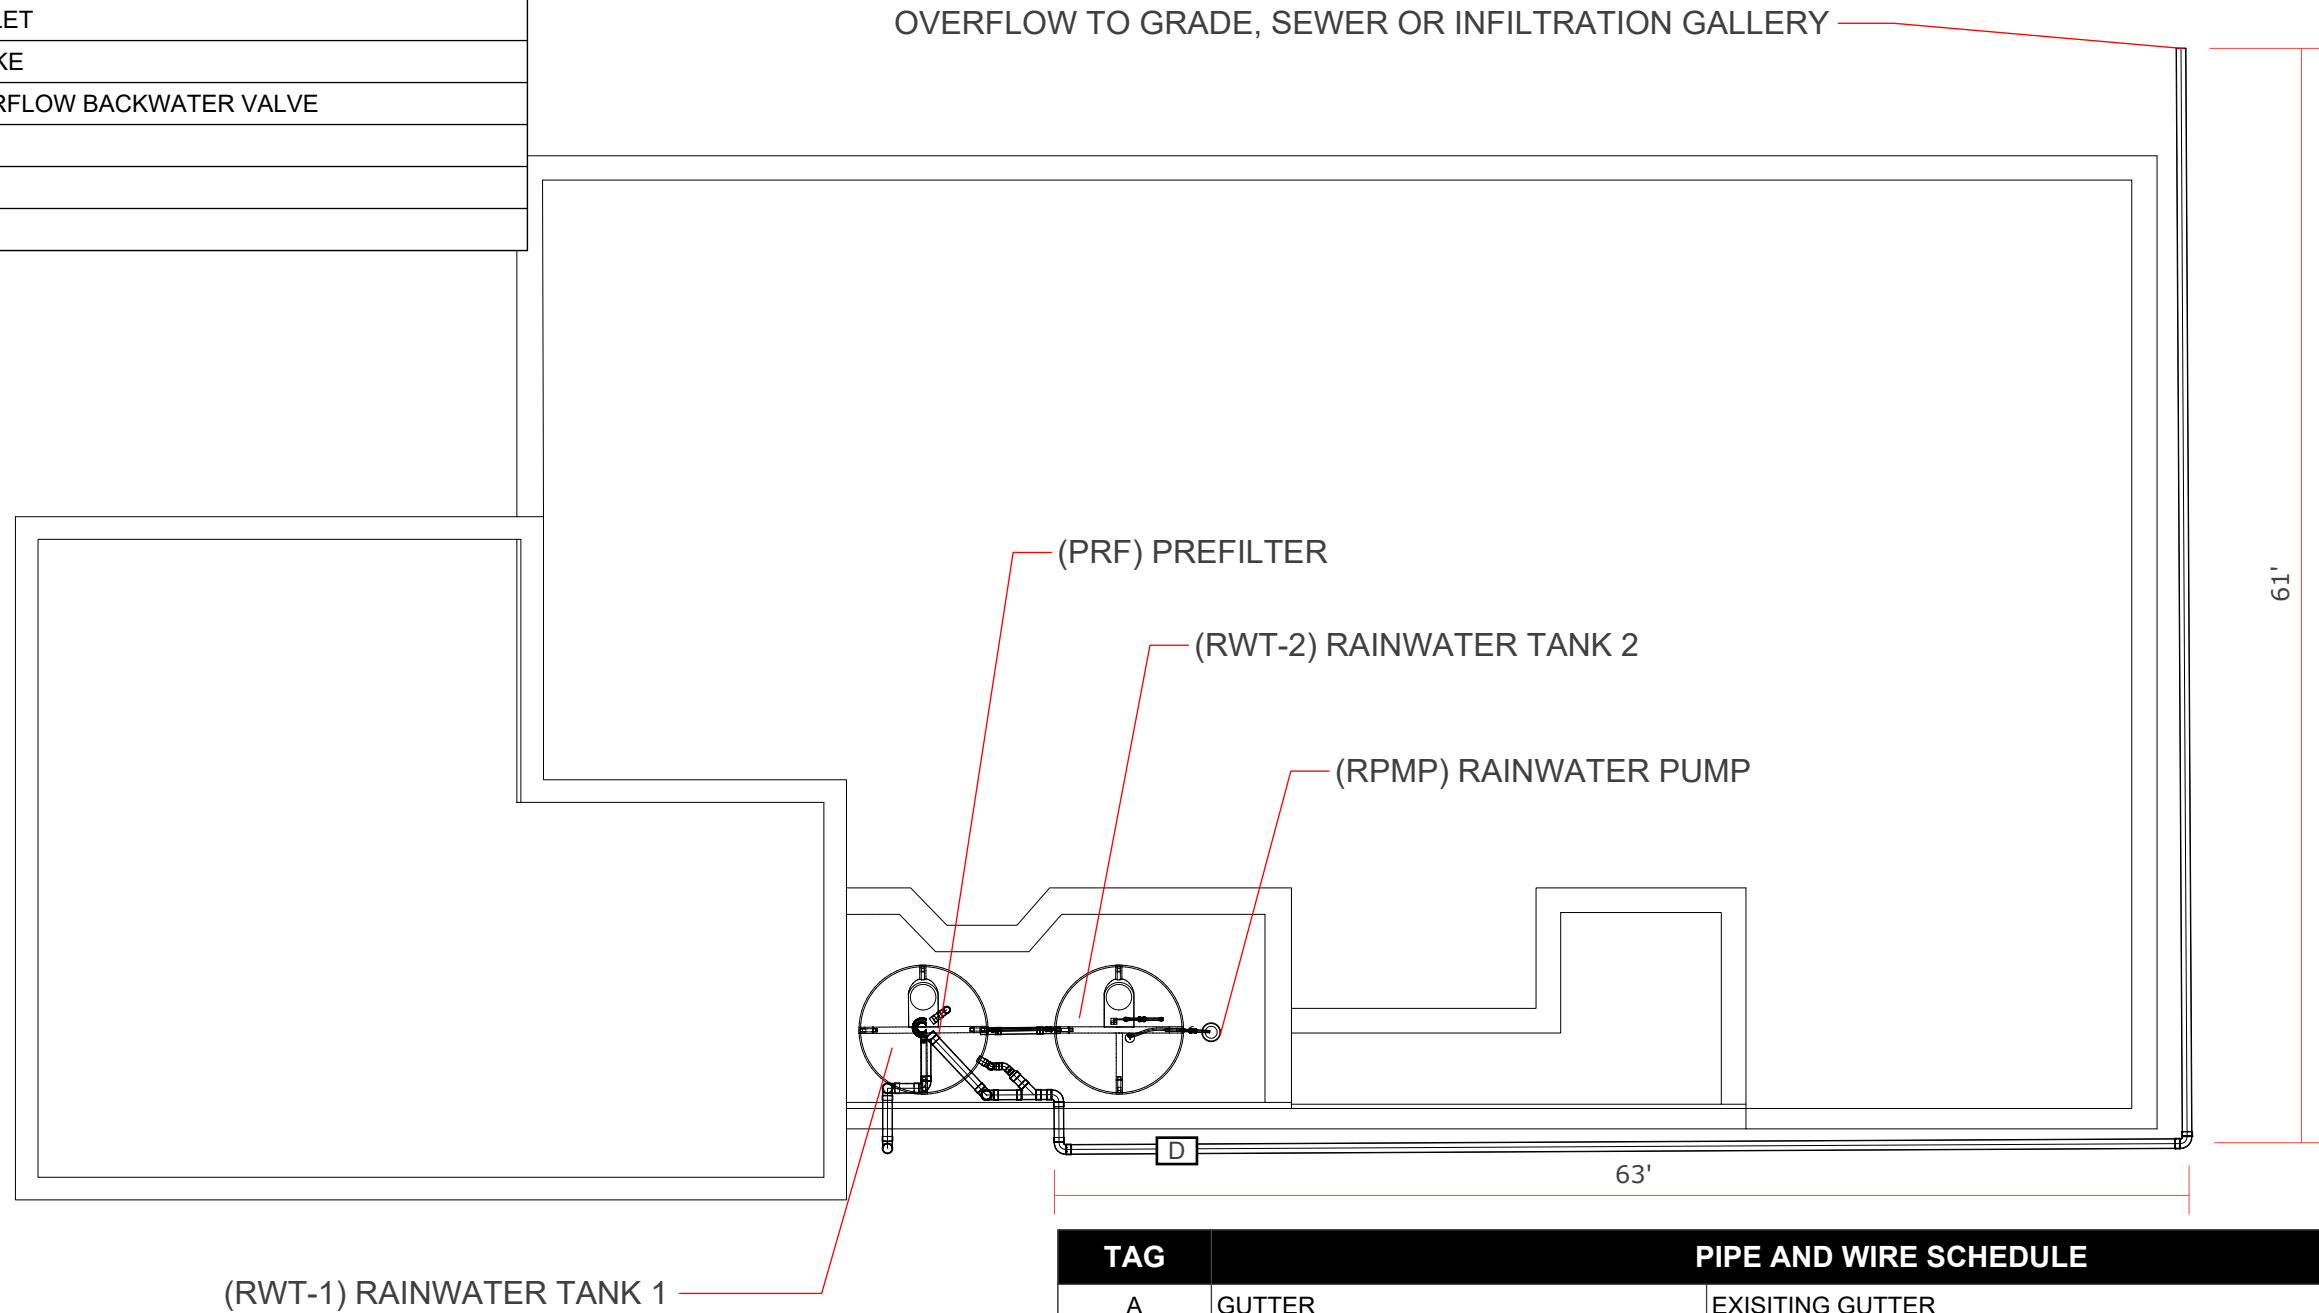 OVERFLOW TO GRADE, SEWER OR INFILTRATION GALLERY
LET
KE
RFLOW BACKWATER VALVE
(PRF) PREFILTER
61'
(RWT-2) RAINWATER TANK 2
(RPMP) RAINWATER PUMP
D
63'
TAG PIPE AND WIRE SCHEDULE
(RWT-1) RAINWATER TANK 1
A GUTTER EXISITING GUTTER